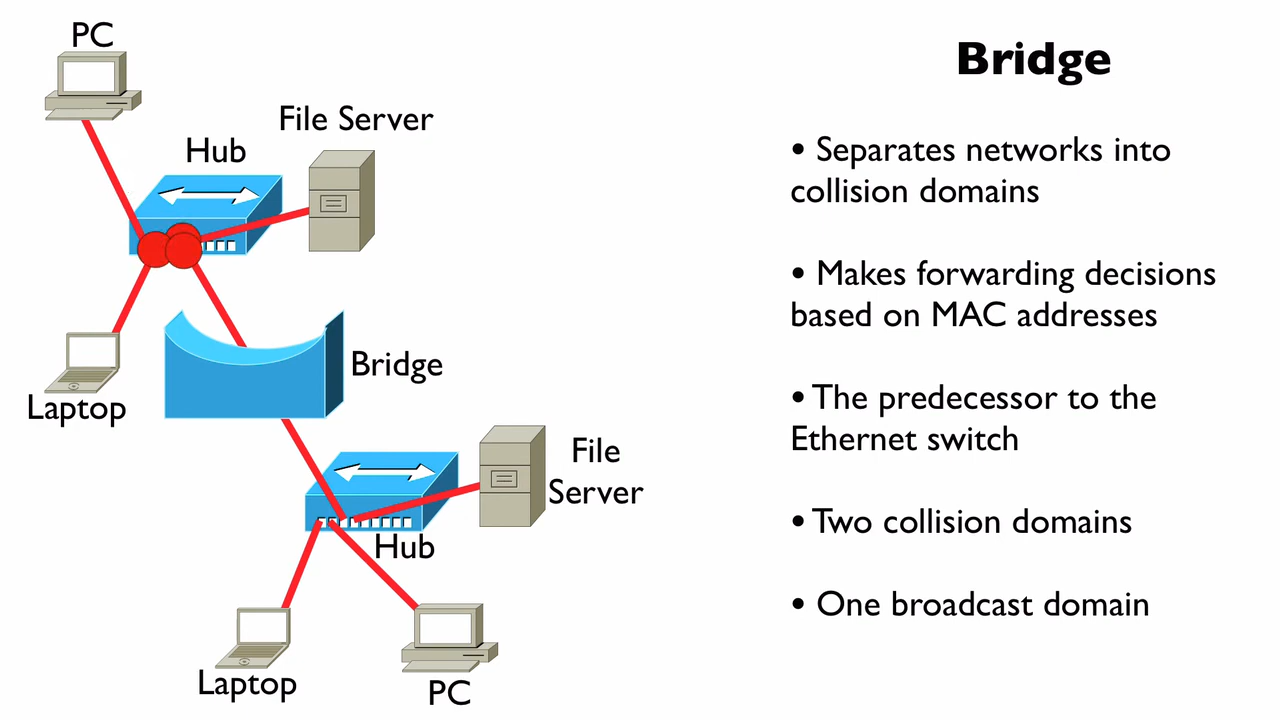 PC
File Server
Hub
Bridge
Laptop
File
Server
Hub
Laptop
PC
Bridge
• Separates networks into
collision domains
• Makes forwarding decisions
based on MAC addresses
• The predecessor to the
Ethernet switch
• Two collision domains
• One broadcast domain